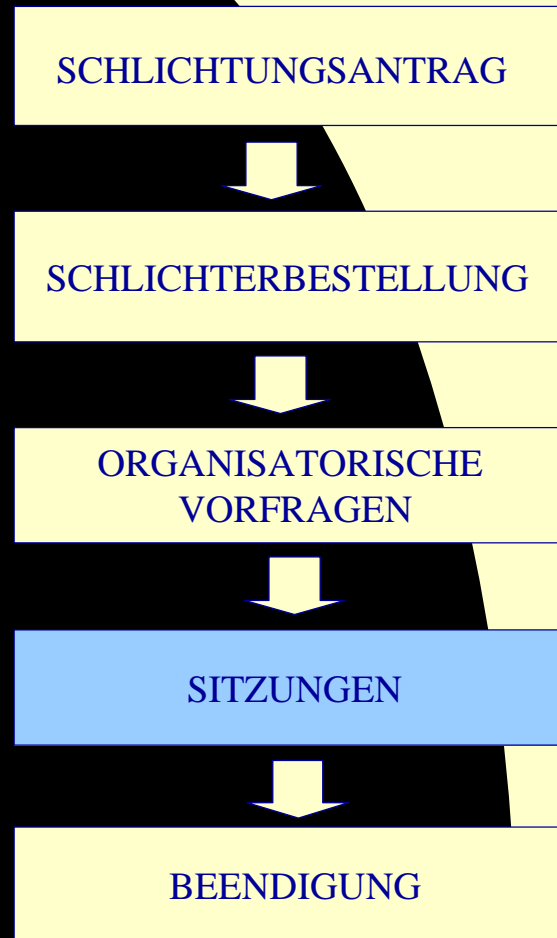 SCHLICHTUNGSANTRAG
SCHLICHTERBESTELLUNG
ORGANISATORISCHE
VORFRAGEN
SITZUNGEN
BEENDIGUNG